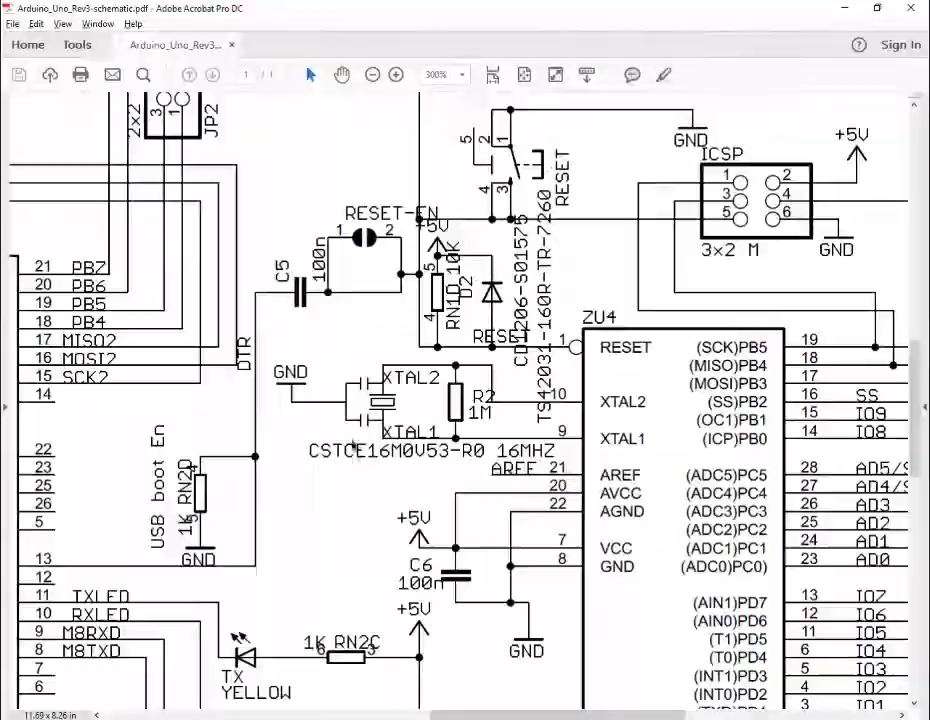 Arduino_Uno_Rev3-schematic.pdf - Adobe Acrobat Pro DC
File Edit View Window Help
Home Tools Arduino_Uno_Rev3... × Sign In
1 / 1 300%
2x2 3 1 JP2
5 2 1
4 3
RESET
GND
ICSP
+5V
1 2
3 4
5 6
3x2 M
GND
TS42031-160R-TR-7260
CD1206-S01575
RESET-EN
1 2
+5V
C5 100n
5 4 RN1D 10K
D2
RESET
DTR
21 PB7
20 PB6
19 PB5
18 PB4
17 MISO2
16 MOSI2
15 SCK2
14
22
23
25
26
5
13
12
11 TXLED
10 RXLED
9 M8RXD
8 M8TXD
7
6
GND
XTAL2
XTAL1
R2
1M
CSTCE16M0V53-R0 16MHZ
AREF
USB boot En
1K RN2D
GND
+5V
C6
100n
+5V
GND
1K RN2C
6 3
TX
YELLOW
ZU4
1 RESET
10 XTAL2
9 XTAL1
21 AREF
20 AVCC
22 AGND
7 VCC
8 GND
(SCK)PB5 19
(MISO)PB4 18
(MOSI)PB3 17
(SS)PB2 16 SS
(OC1)PB1 15 IO9
(ICP)PB0 14 IO8
(ADC5)PC5 28 AD5/S
(ADC4)PC4 27 AD4/S
(ADC3)PC3 26 AD3
(ADC2)PC2 25 AD2
(ADC1)PC1 24 AD1
(ADC0)PC0 23 AD0
(AIN1)PD7 13 IO7
(AIN0)PD6 12 IO6
(T1)PD5 11 IO5
(T0)PD4 6 IO4
(INT1)PD3 5 IO3
(INT0)PD2 4 IO2
11.69 x 8.26 in